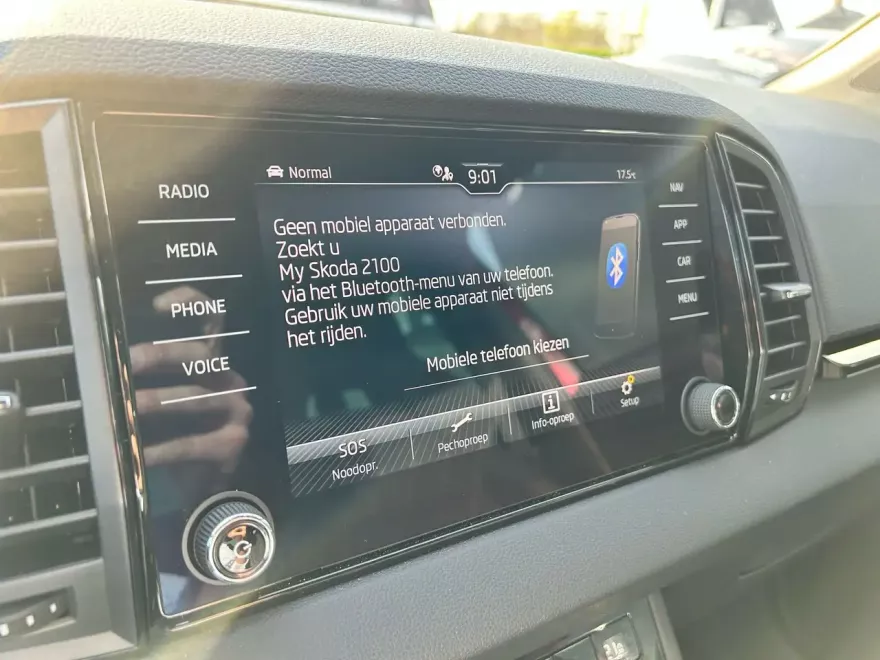 Normal
9:01
17.5°C
RADIO
MEDIA
PHONE
VOICE
Geen mobiel apparaat verbonden.
Zoekt u
My Skoda 2100
via het Bluetooth-menu van uw telefoon.
Gebruik uw mobiele apparaat niet tijdens
het rijden.
Mobiele telefoon kiezen
SOS
Noodopr.
Pechoproep
Info-oproep
Setup
NAV
APP
CAR
MENU